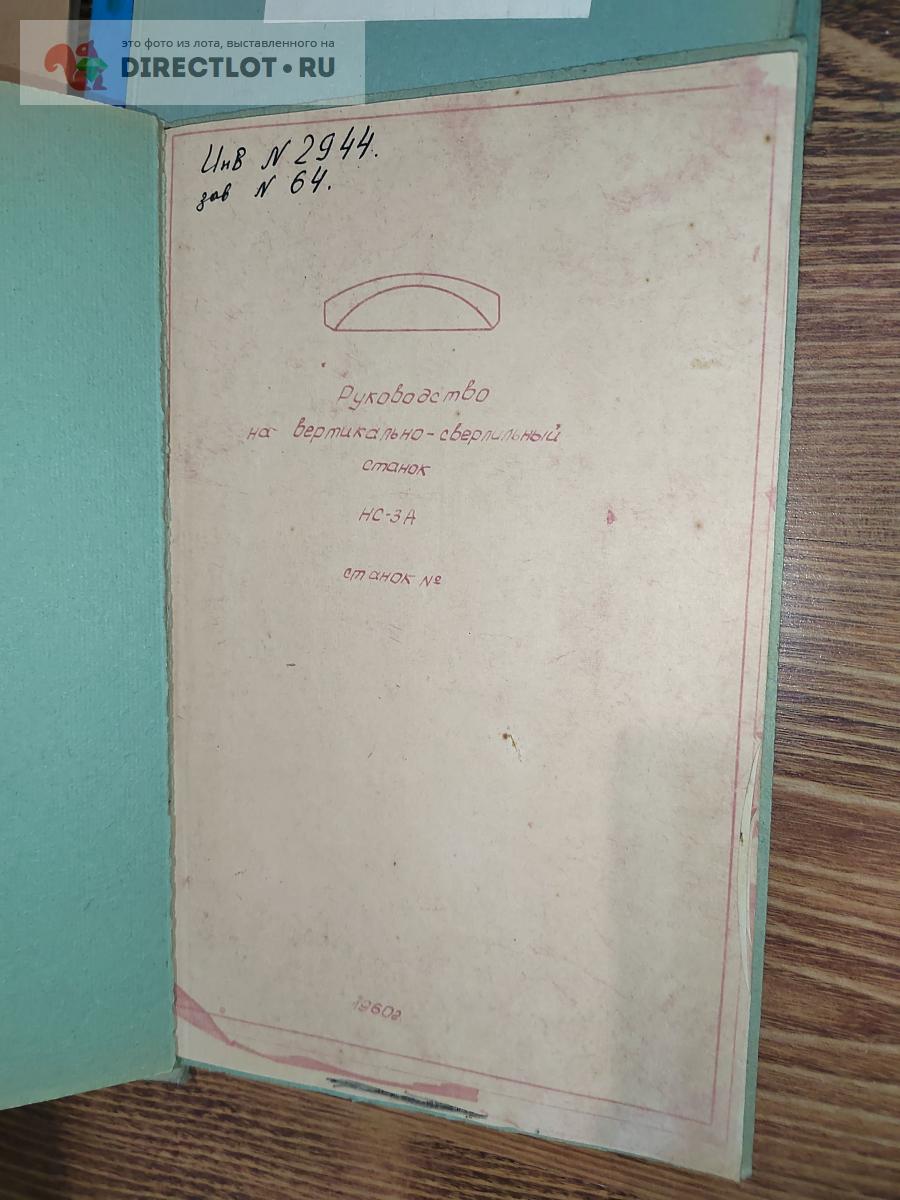 это фото из лота, выставленного на
DIRECTLOT•RU
Инв N 2944.
зав N 64.
Руководство
на вертикально-сверлильный
станок
НС-3А
станок №
1960г.